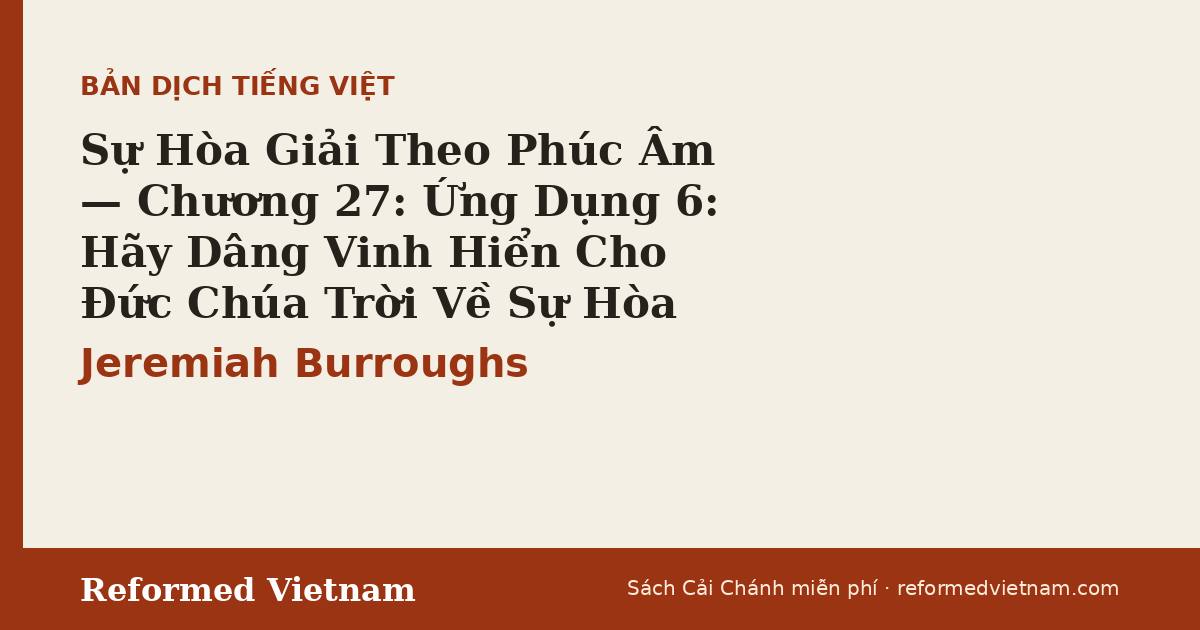 BẢN DỊCH TIẾNG VIỆT
Sự Hòa Giải Theo Phúc Âm
— Chương 27: Ứng Dụng 6:
Hãy Dâng Vinh Hiển Cho
Đức Chúa Trời Về Sự Hòa
Jeremiah Burroughs
Reformed Vietnam
Sách Cải Chánh miễn phí · reformedvietnam.com